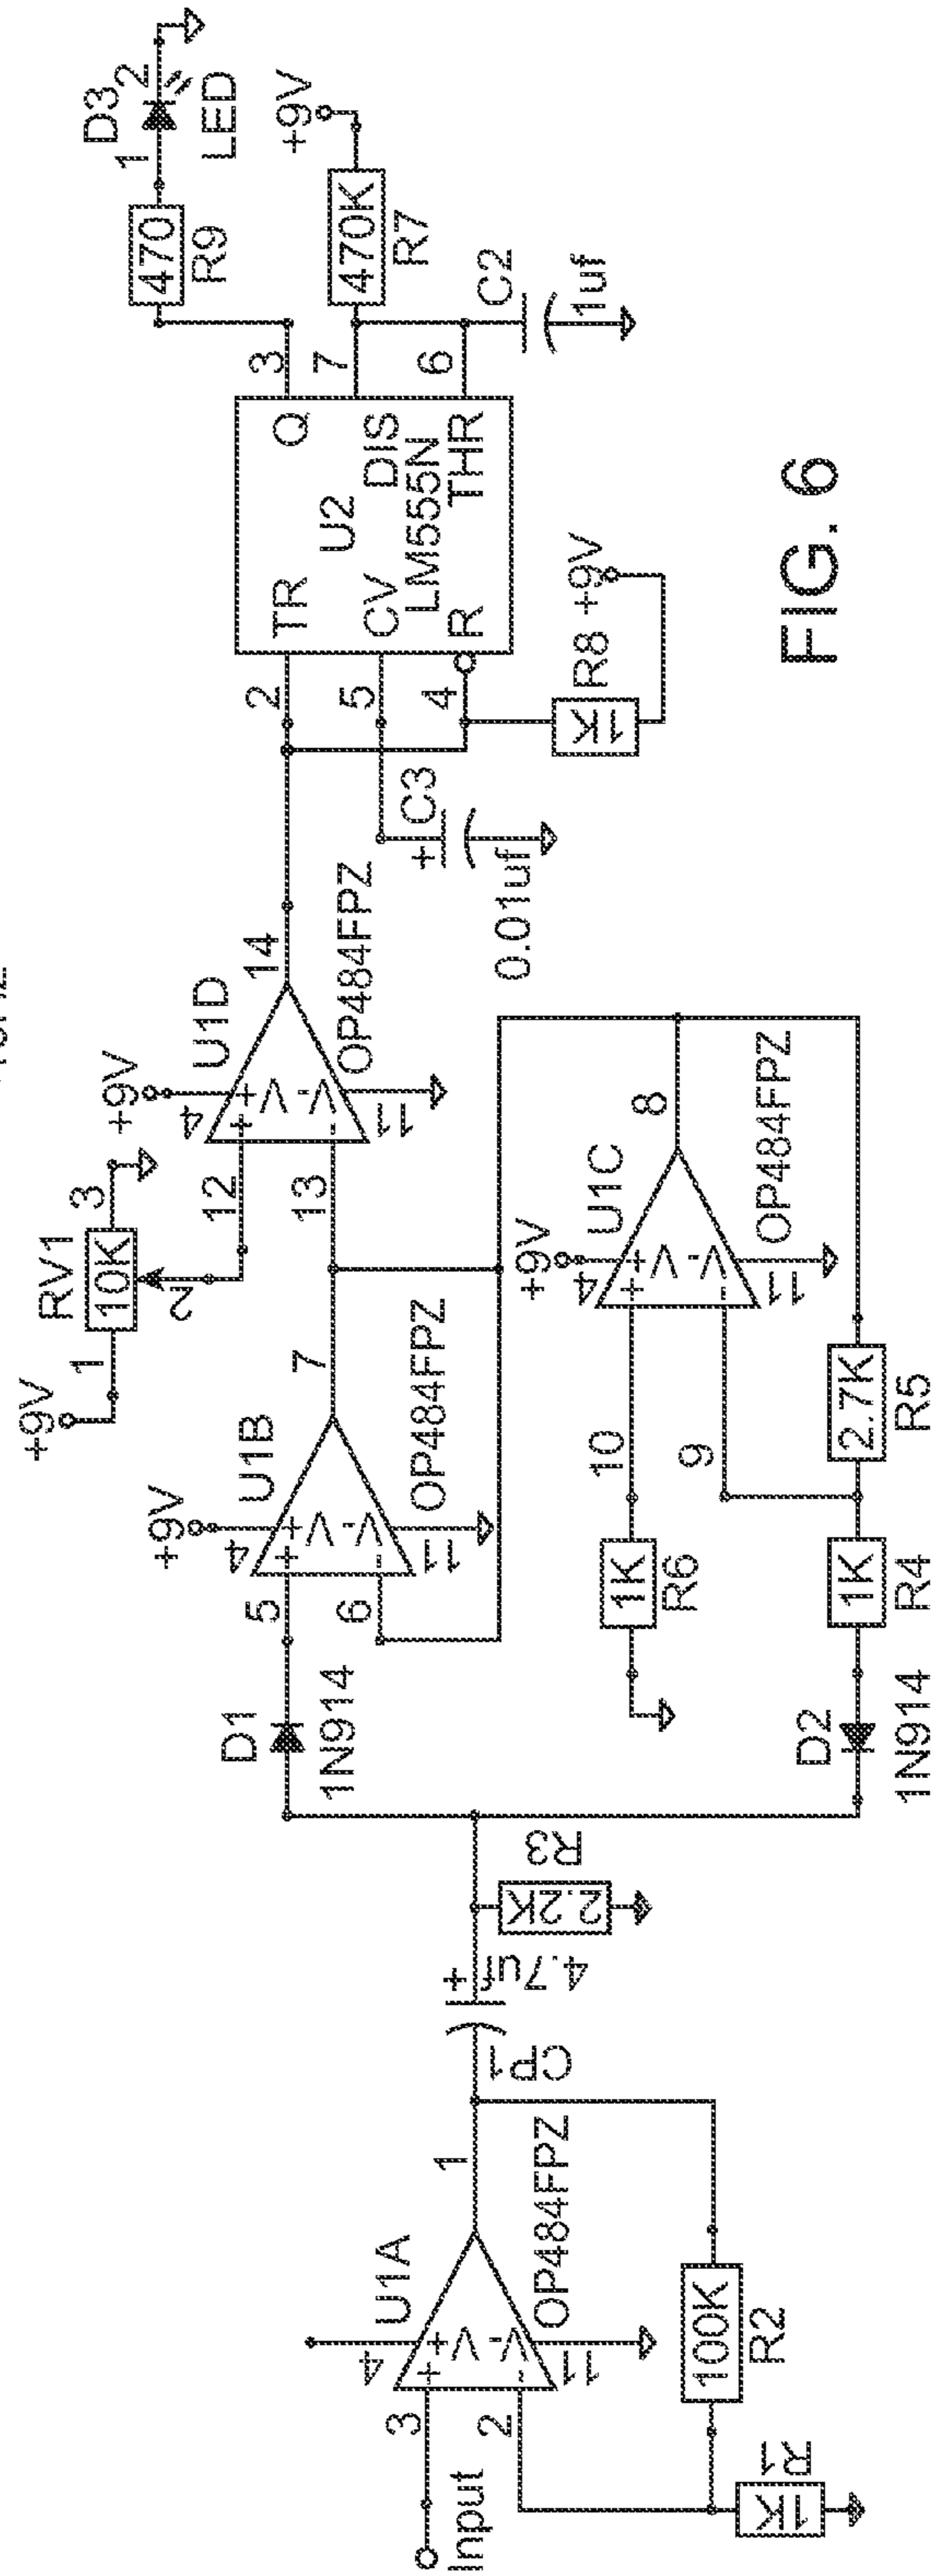 Input
3
2
4
+
+
V
V-
-
11
U1A
OP484FPZ
1
1K
R1
100K
R2
CP1
+
4.7uf
2.2K
R3
D1
1N914
D2
1N914
5
6
+9V
4
+
+
V
V-
-
11
U1B
OP484FPZ
7
1K
R6
1K
R4
10
9
2.7K
R5
+9V
4
+
+
V
V-
-
11
U1C
OP484FPZ
8
+9V
1
RV1
10K
3
2
12
13
+9V
4
+
+
V
V-
-
11
U1D
OP484FPZ
14
+
C3
0.01uf
2
5
4
1K
R8
+9V
TR
Q
U2
CV
DIS
LM555N
R
THR
3
7
6
470
R9
1
D3
2
LED
470K
R7
+9V
C2
1uf
FIG. 6